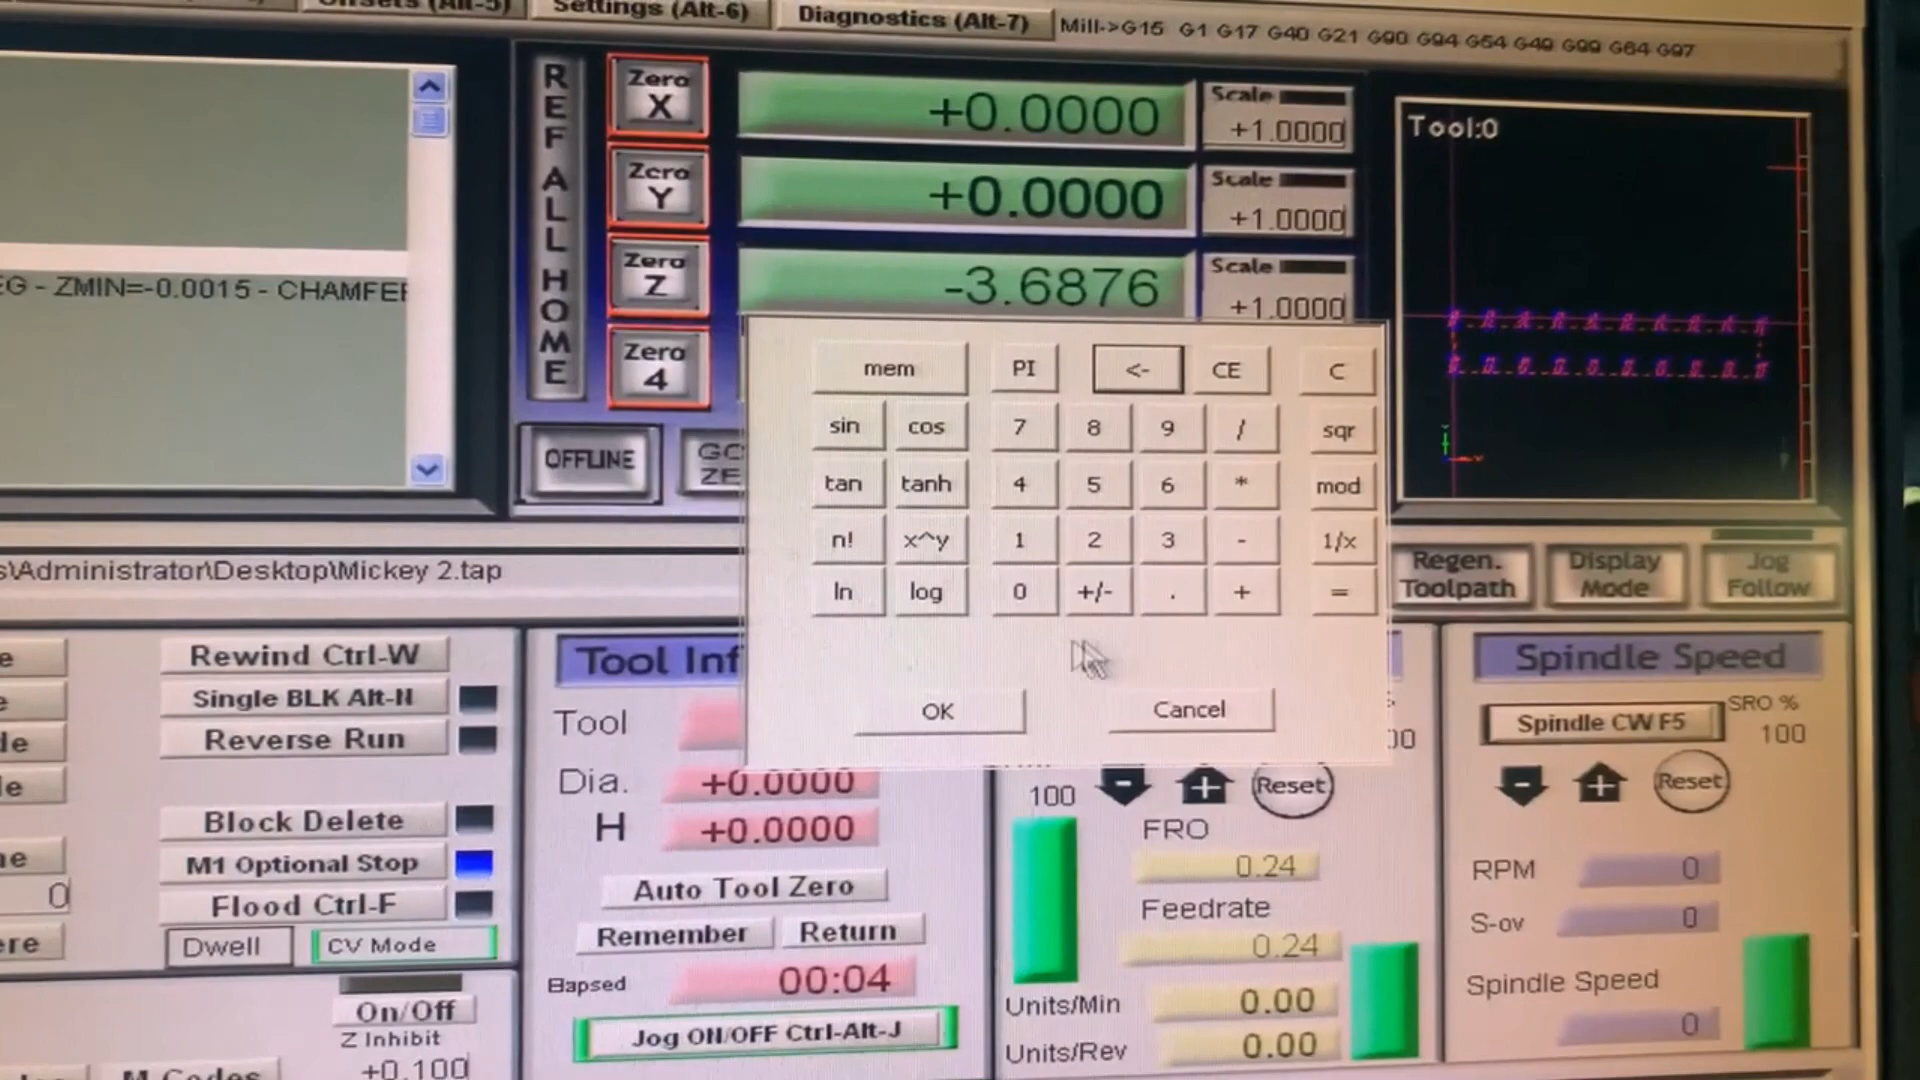 Offsets (Alt-5)
Settings (Alt-6)
Diagnostics (Alt-7)
Mill->G15 G1 G17 G40 G21 G90 G94 G54 G49 G99 G64 G97
REF ALL HOME
Zero X
+0.0000
Scale
+1.0000
Zero Y
+0.0000
Scale
+1.0000
Zero Z
-3.6876
Scale
+1.0000
Zero 4
OFFLINE
Tool:0
- ZMIN=-0.0015 -
mem PI <- CE C
sin cos 7 8 9 / sqr
tan tanh 4 5 6 * mod
n! x^y 1 2 3 - 1/x
ln log 0 +/- . + =
OK Cancel
Regen. Toolpath
Display Mode
Jog Follow
\Administrator\Desktop\Mickey 2.tap
Rewind Ctrl-W
Single BLK Alt-N
Reverse Run
Block Delete
M1 Optional Stop
Flood Ctrl-F
Dwell
CV Mode
0
On/Off
Z Inhibit
+0.100
M-Codes
Tool
Tool
Dia. +0.0000
H +0.0000
Auto Tool Zero
Remember Return
Elapsed 00:04
Jog ON/OFF Ctrl-Alt-J
100
- + Reset
FRO
0.24
Feedrate
0.24
Units/Min 0.00
Units/Rev 0.00
Spindle Speed
Spindle CW F5
SRO %
100
- + Reset
RPM 0
S-ov 0
Spindle Speed
0